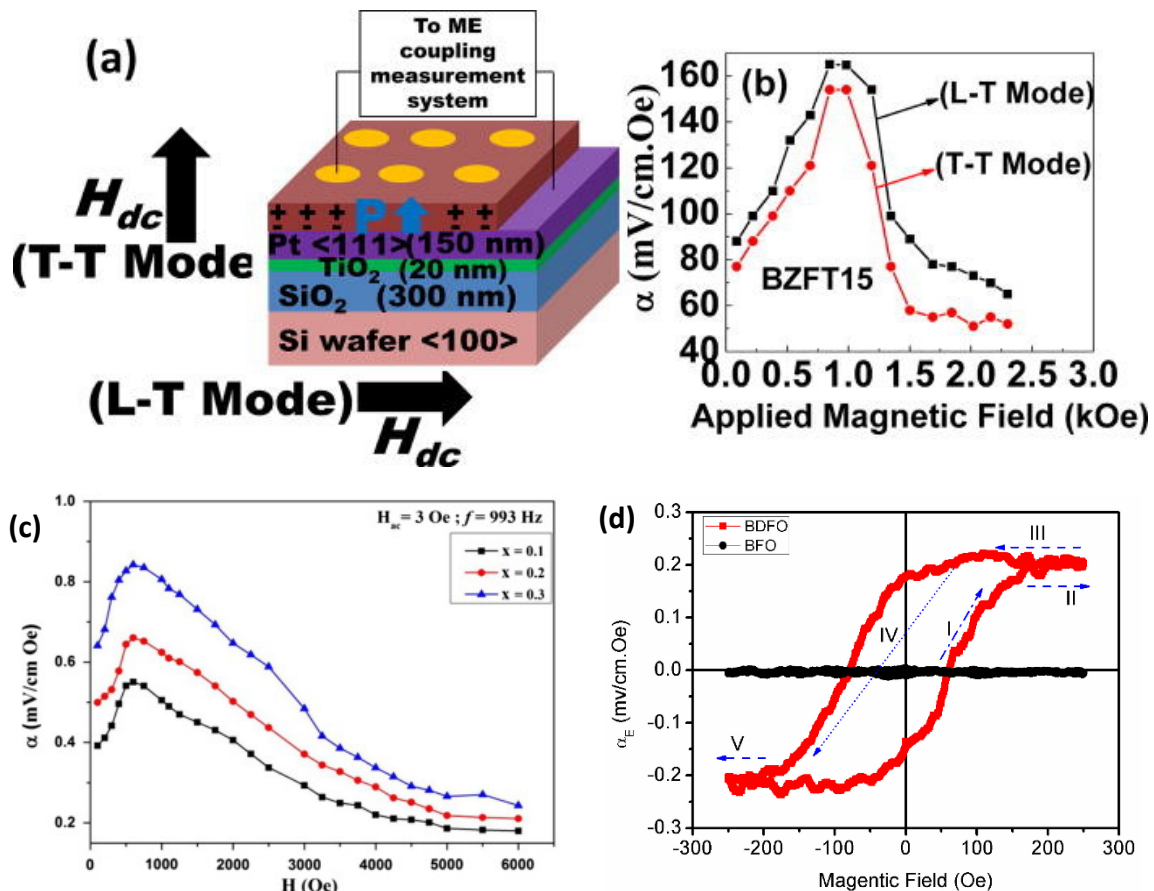 (a)
To ME
coupling
measurement
system
H_dc
(T-T Mode
+ + + + P + +
- - - - - -
Pt <111>(150 nm)
TiO₂ (20 nm)
SiO₂ (300 nm)
Si wafer <100>
(L-T Mode)
H_dc
(b)
α (mV/cm.Oe)
160
140
120
100
80
60
40
(L-T Mode)
(T-T Mode)
BZFT15
0.0 0.5 1.0 1.5 2.0 2.5 3.0
Applied Magnetic Field (kOe)
(c)
α (mV/cm Oe)
1.0
0.8
0.6
0.4
0.2
H_ac = 3 Oe ; f = 993 Hz
x = 0.1
x = 0.2
x = 0.3
0 1000 2000 3000 4000 5000 6000
H (Oe)
(d)
α_E (mv/cm.Oe)
0.3
0.2
0.1
0.0
-0.1
-0.2
-0.3
BDFO
BFO
III
II
IV
I
V
-300 -200 -100 0 100 200 300
Magentic Field (Oe)